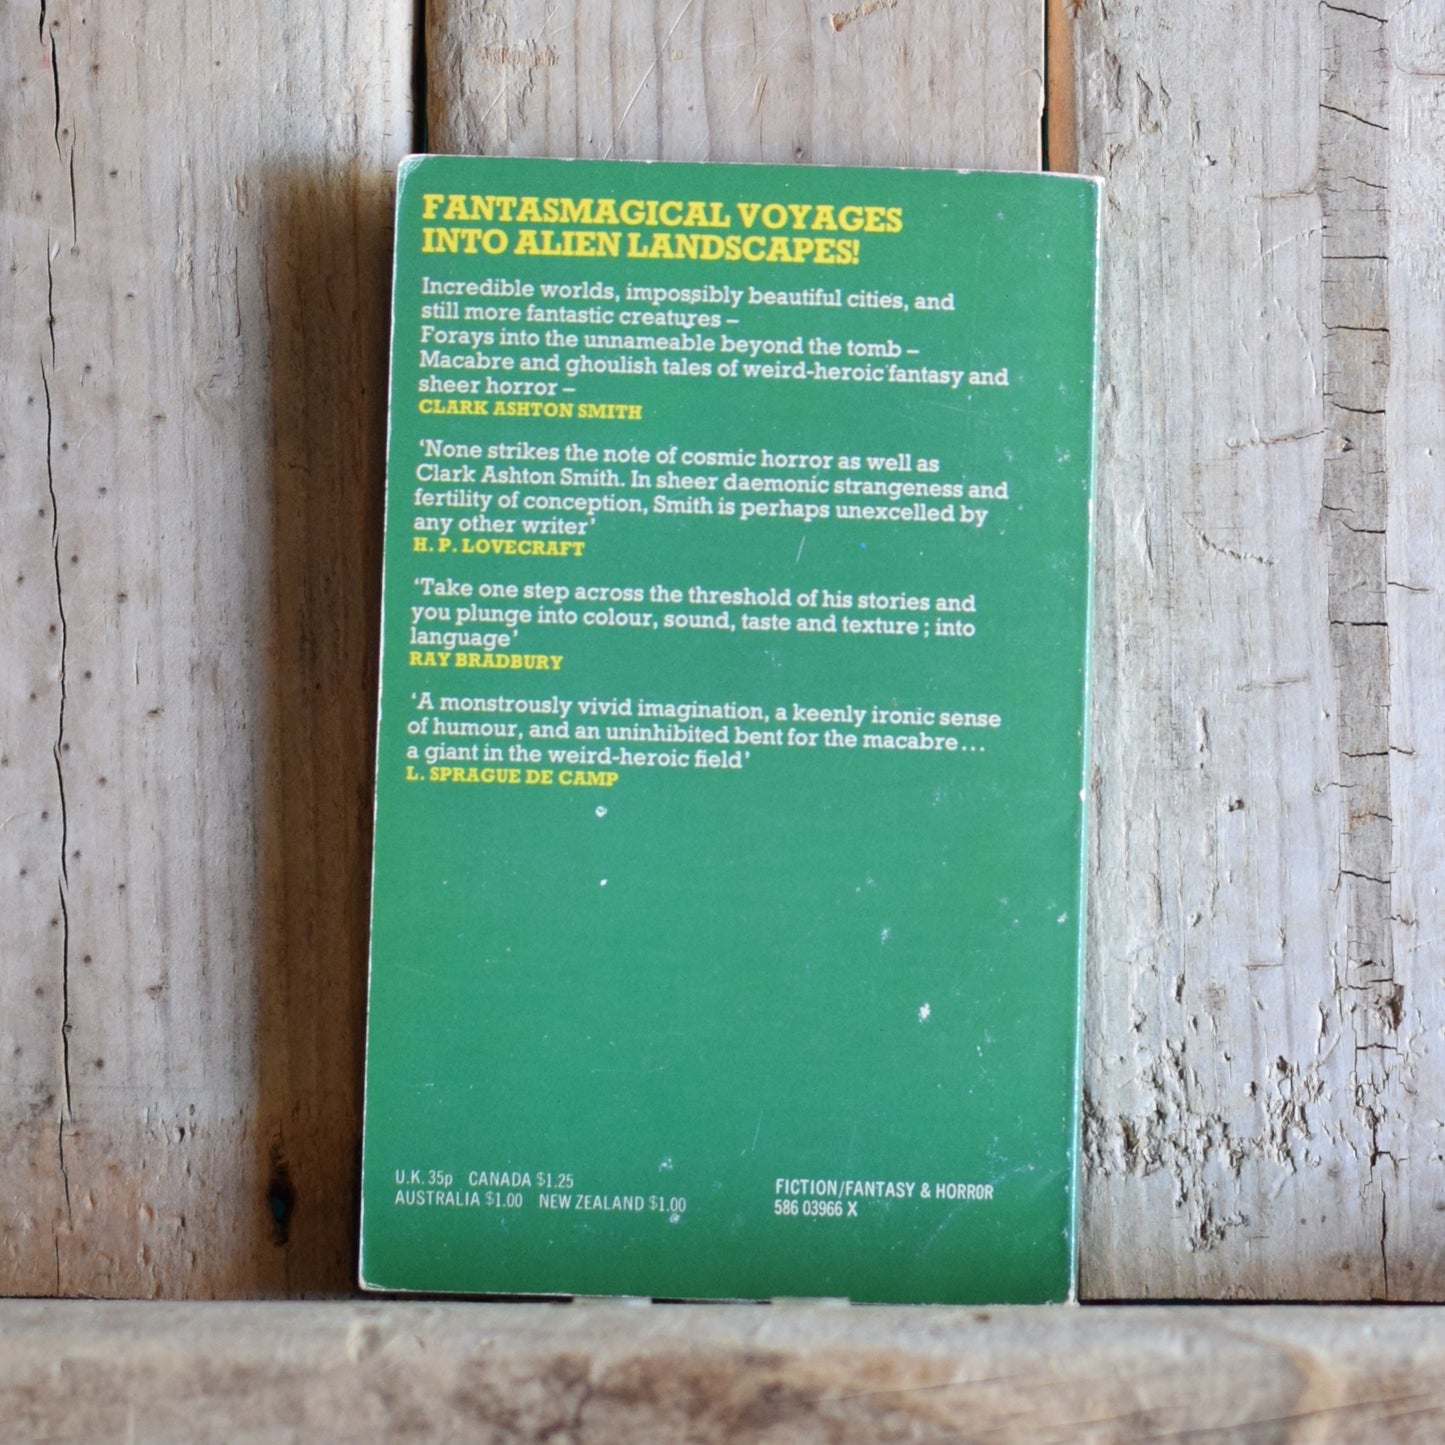 FANTASMAGICAL VOYAGES
INTO ALIEN LANDSCAPES!
Incredible worlds, impossibly beautiful cities, and
still more fantastic creatures –
Forays into the unnameable beyond the tomb –
Macabre and ghoulish tales of weird-heroic fantasy and
sheer horror –
CLARK ASHTON SMITH
‘None strikes the note of cosmic horror as well as
Clark Ashton Smith. In sheer daemonic strangeness and
fertility of conception, Smith is perhaps unexcelled by
any other writer’
H. P. LOVECRAFT
‘Take one step across the threshold of his stories and
you plunge into colour, sound, taste and texture ; into
language’
RAY BRADBURY
‘A monstrously vivid imagination, a keenly ironic sense
of humour, and an uninhibited bent for the macabre...
a giant in the weird-heroic field’
L. SPRAGUE DE CAMP
U.K. 35p CANADA $1.25
AUSTRALIA $1.00 NEW ZEALAND $1.00
FICTION/FANTASY & HORROR
586 03966 X